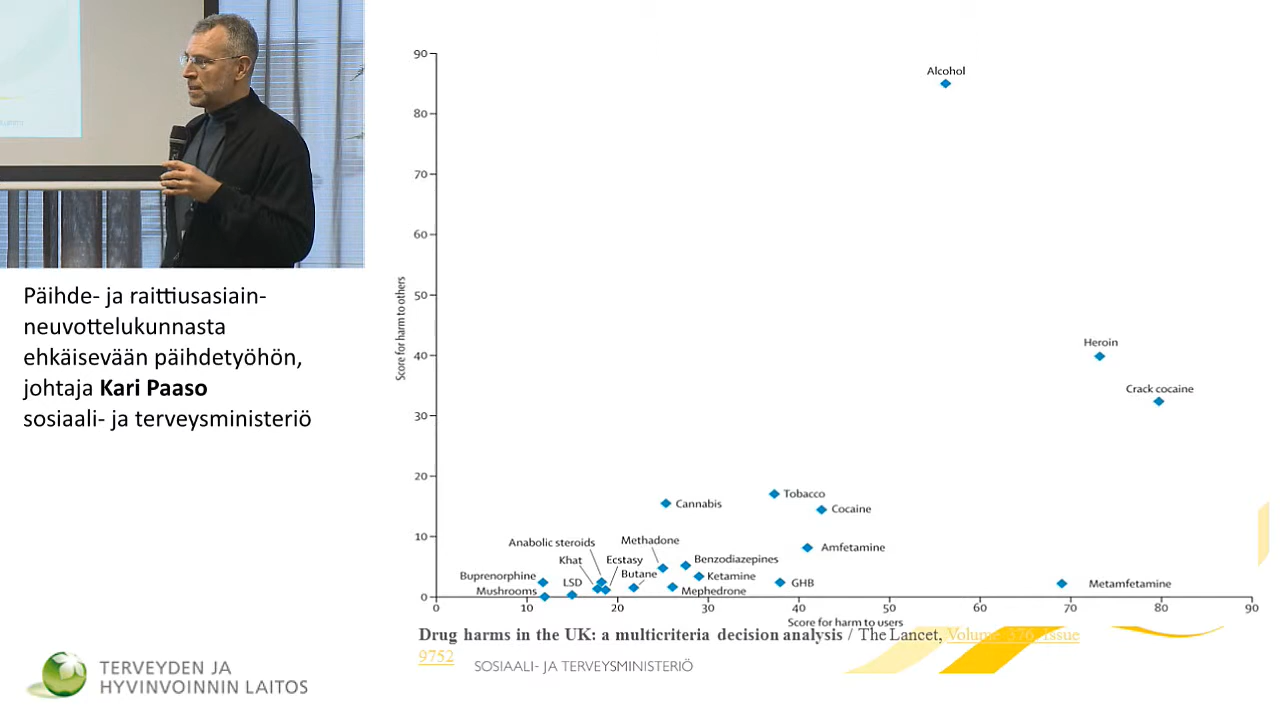 Päihde- ja raittiusasiain-
neuvottelukunnasta
ehkäisevään päihdetyöhön,
johtaja Kari Paaso
sosiaali- ja terveysministeriö
TERVEYDEN JA
HYVINVOINNIN LAITOS
90
80
70
60
50
40
30
20
10
0
Score for harm to others
Alcohol
Heroin
Crack cocaine
Cannabis
Tobacco
Cocaine
Anabolic steroids
Methadone
Amfetamine
Khat
Ecstasy
Benzodiazepines
Buprenorphine
LSD
Butane
Ketamine
GHB
Metamfetamine
Mushrooms
Mephedrone
0 10 20 30 40 50 60 70 80 90
Score for harm to users
Drug harms in the UK: a multicriteria decision analysis / The Lancet, Volume 376, Issue
9752
SOSIAALI- JA TERVEYSMINISTERIÖ